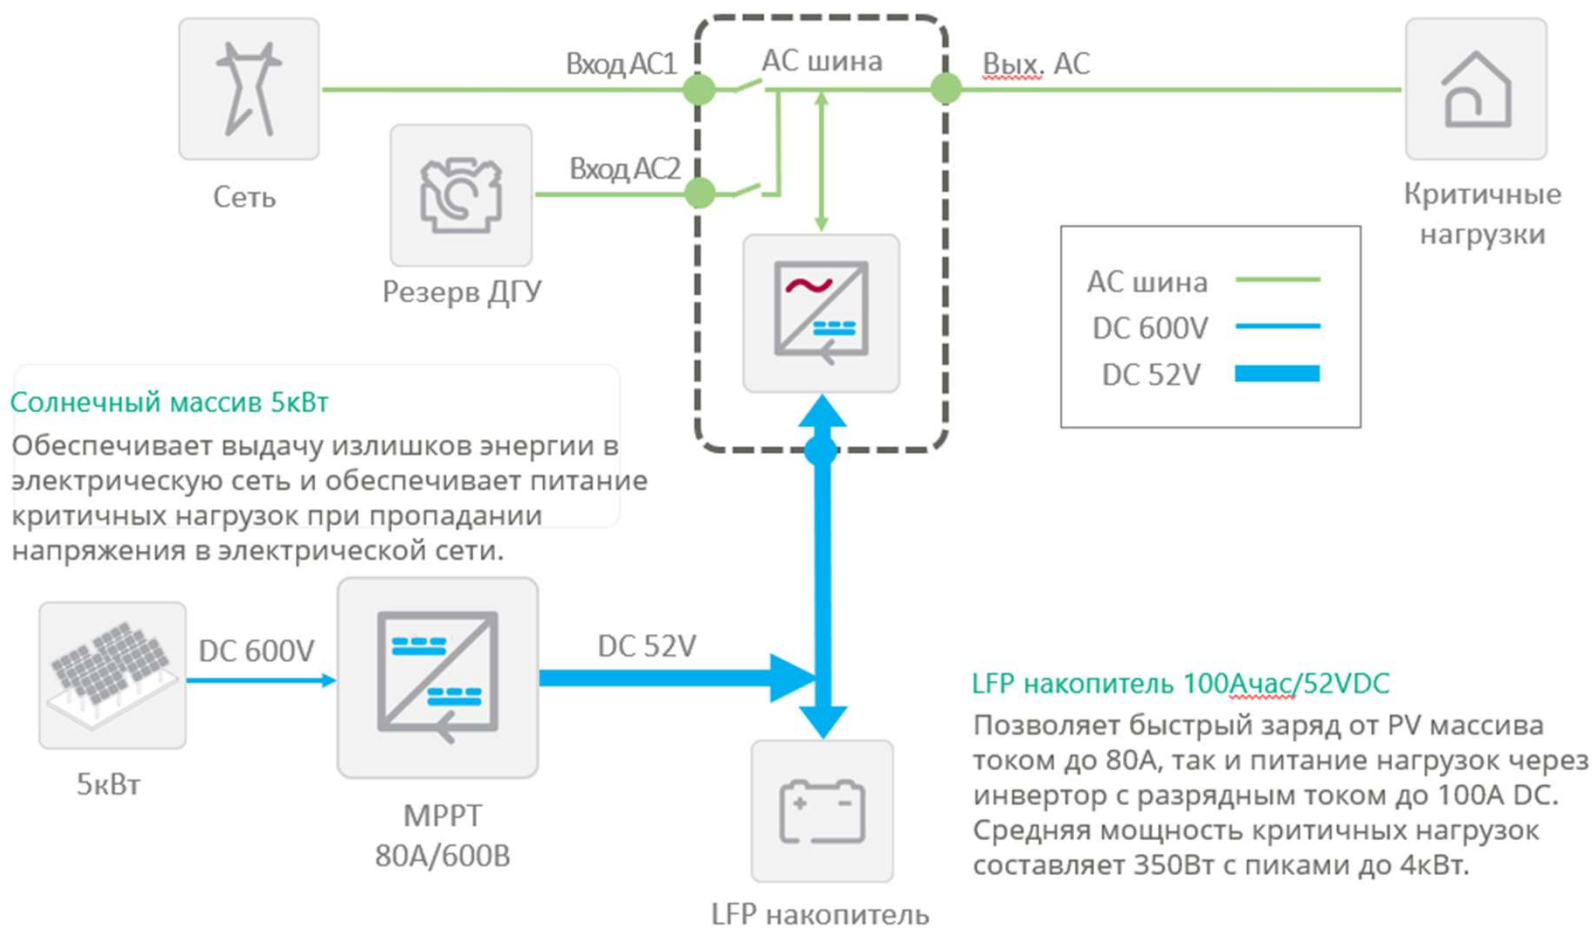 Вход AC1
АС шина
Вых. АС
Сеть
Вход AC2
Резерв ДГУ
Критичные
нагрузки
АС шина
DC 600V
DC 52V
Солнечный массив 5кВт
Обеспечивает выдачу излишков энергии в
электрическую сеть и обеспечивает питание
критичных нагрузок при пропадании
напряжения в электрической сети.
DC 600V
DC 52V
5кВт
MPPT
80A/600В
LFP накопитель 100Ачас/52VDC
Позволяет быстрый заряд от PV массива
током до 80А, так и питание нагрузок через
инвертор с разрядным током до 100А DC.
Средняя мощность критичных нагрузок
составляет 350Вт с пиками до 4кВт.
LFP накопитель